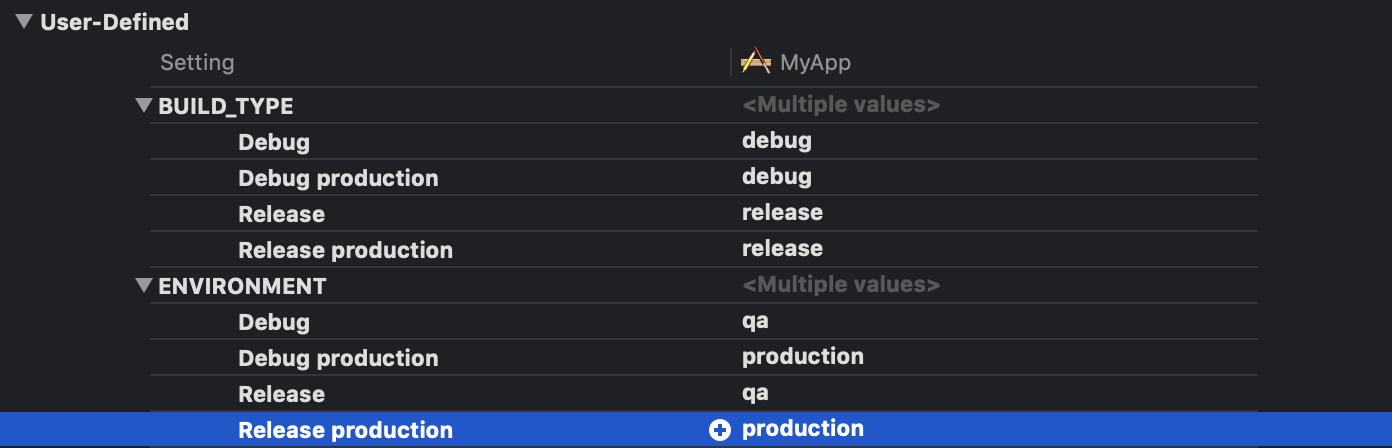 User-Defined
Setting MyApp
BUILD_TYPE <Multiple values>
Debug debug
Debug production debug
Release release
Release production release
ENVIRONMENT <Multiple values>
Debug qa
Debug production production
Release qa
Release production production